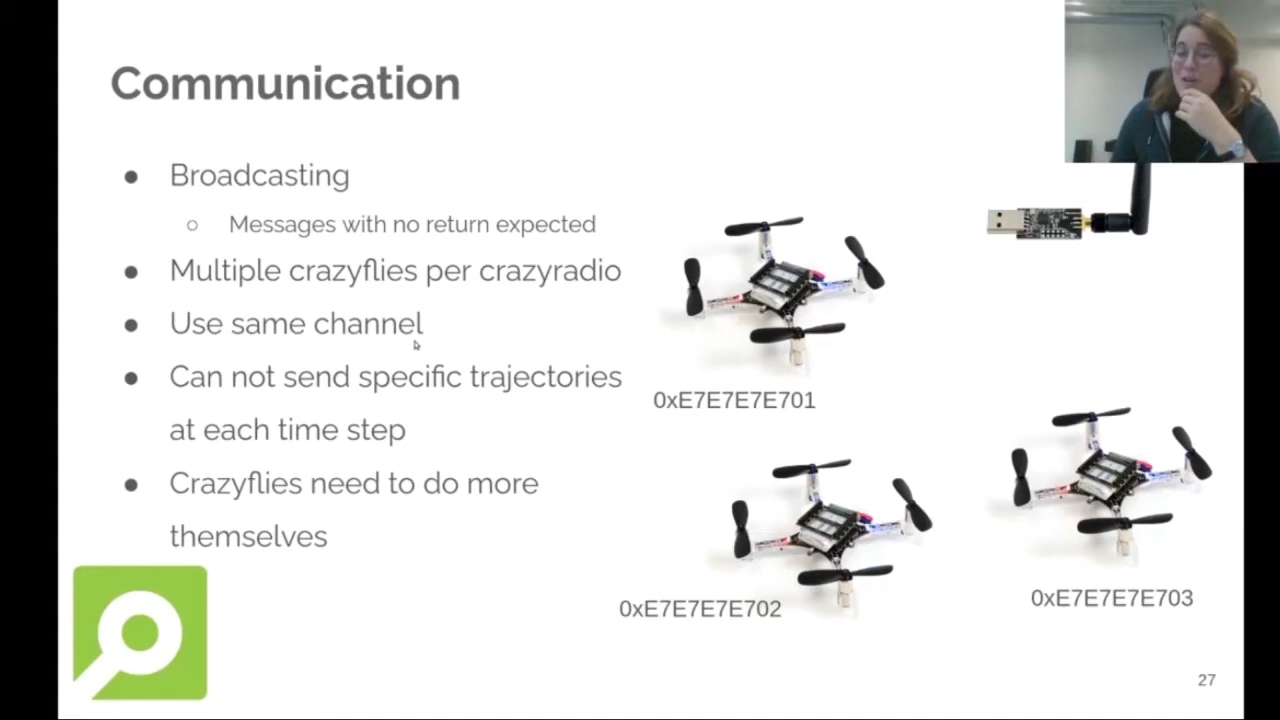 Communication
Broadcasting
Messages with no return expected
Multiple crazyflies per crazyradio
Use same channel
Can not send specific trajectories
at each time step
Crazyflies need to do more
themselves
0xE7E7E7E701
0xE7E7E7E702
0xE7E7E7E703
27